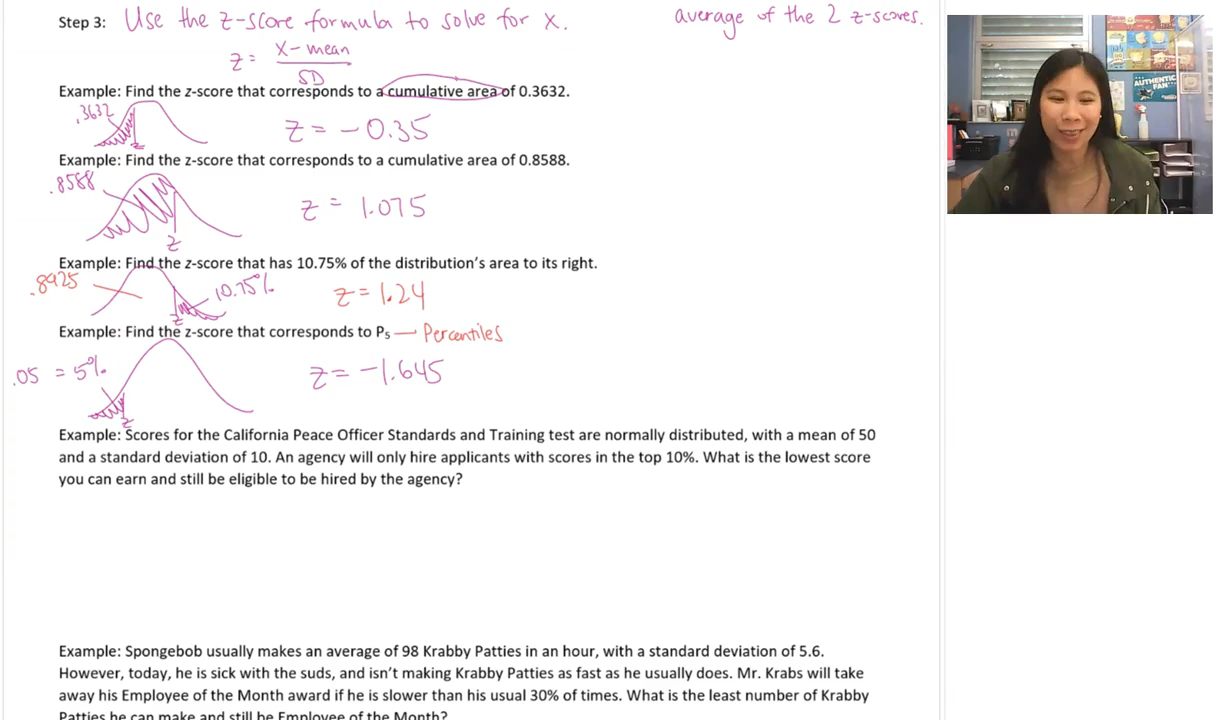 Step 3: Use the z-score formula to solve for x.
average of the 2 z-scores.
z = x - mean
SD
Example: Find the z-score that corresponds to a cumulative area of 0.3632.
.3632
z = -0.35
z
Example: Find the z-score that corresponds to a cumulative area of 0.8588.
.8588
z = 1.075
z
Example: Find the z-score that has 10.75% of the distribution's area to its right.
.8925
10.75%
z = 1.24
z
Example: Find the z-score that corresponds to P5 — Percentiles
.05 = 5%
z = -1.645
z
Example: Scores for the California Peace Officer Standards and Training test are normally distributed, with a mean of 50
and a standard deviation of 10. An agency will only hire applicants with scores in the top 10%. What is the lowest score
you can earn and still be eligible to be hired by the agency?
Example: Spongebob usually makes an average of 98 Krabby Patties in an hour, with a standard deviation of 5.6.
However, today, he is sick with the suds, and isn't making Krabby Patties as fast as he usually does. Mr. Krabs will take
away his Employee of the Month award if he is slower than his usual 30% of times. What is the least number of Krabby
Patties he can make and still be Employee of the Month?
AUTHENTIC
FAN